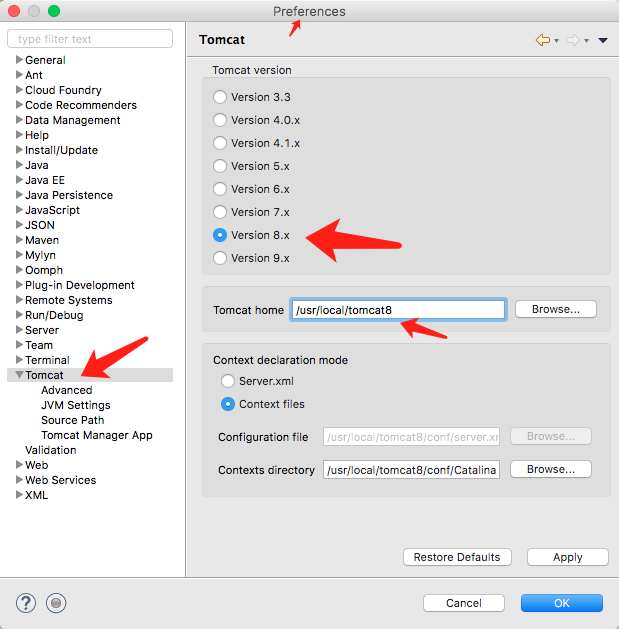 Preferences
type filter text
General
Ant
Cloud Foundry
Code Recommenders
Data Management
Help
Install/Update
Java
Java EE
Java Persistence
JavaScript
JSON
Maven
Mylyn
Oomph
Plug-in Development
Remote Systems
Run/Debug
Server
Team
Terminal
Tomcat
Advanced
JVM Settings
Source Path
Tomcat Manager App
Validation
Web
Web Services
XML
Tomcat
Tomcat version
Version 3.3
Version 4.0.x
Version 4.1.x
Version 5.x
Version 6.x
Version 7.x
Version 8.x
Version 9.x
Tomcat home /usr/local/tomcat8 Browse...
Context declaration mode
Server.xml
Context files
Configuration file /usr/local/tomcat8/conf/server.xm Browse...
Contexts directory /usr/local/tomcat8/conf/Catalina Browse...
Restore Defaults Apply
? Cancel OK